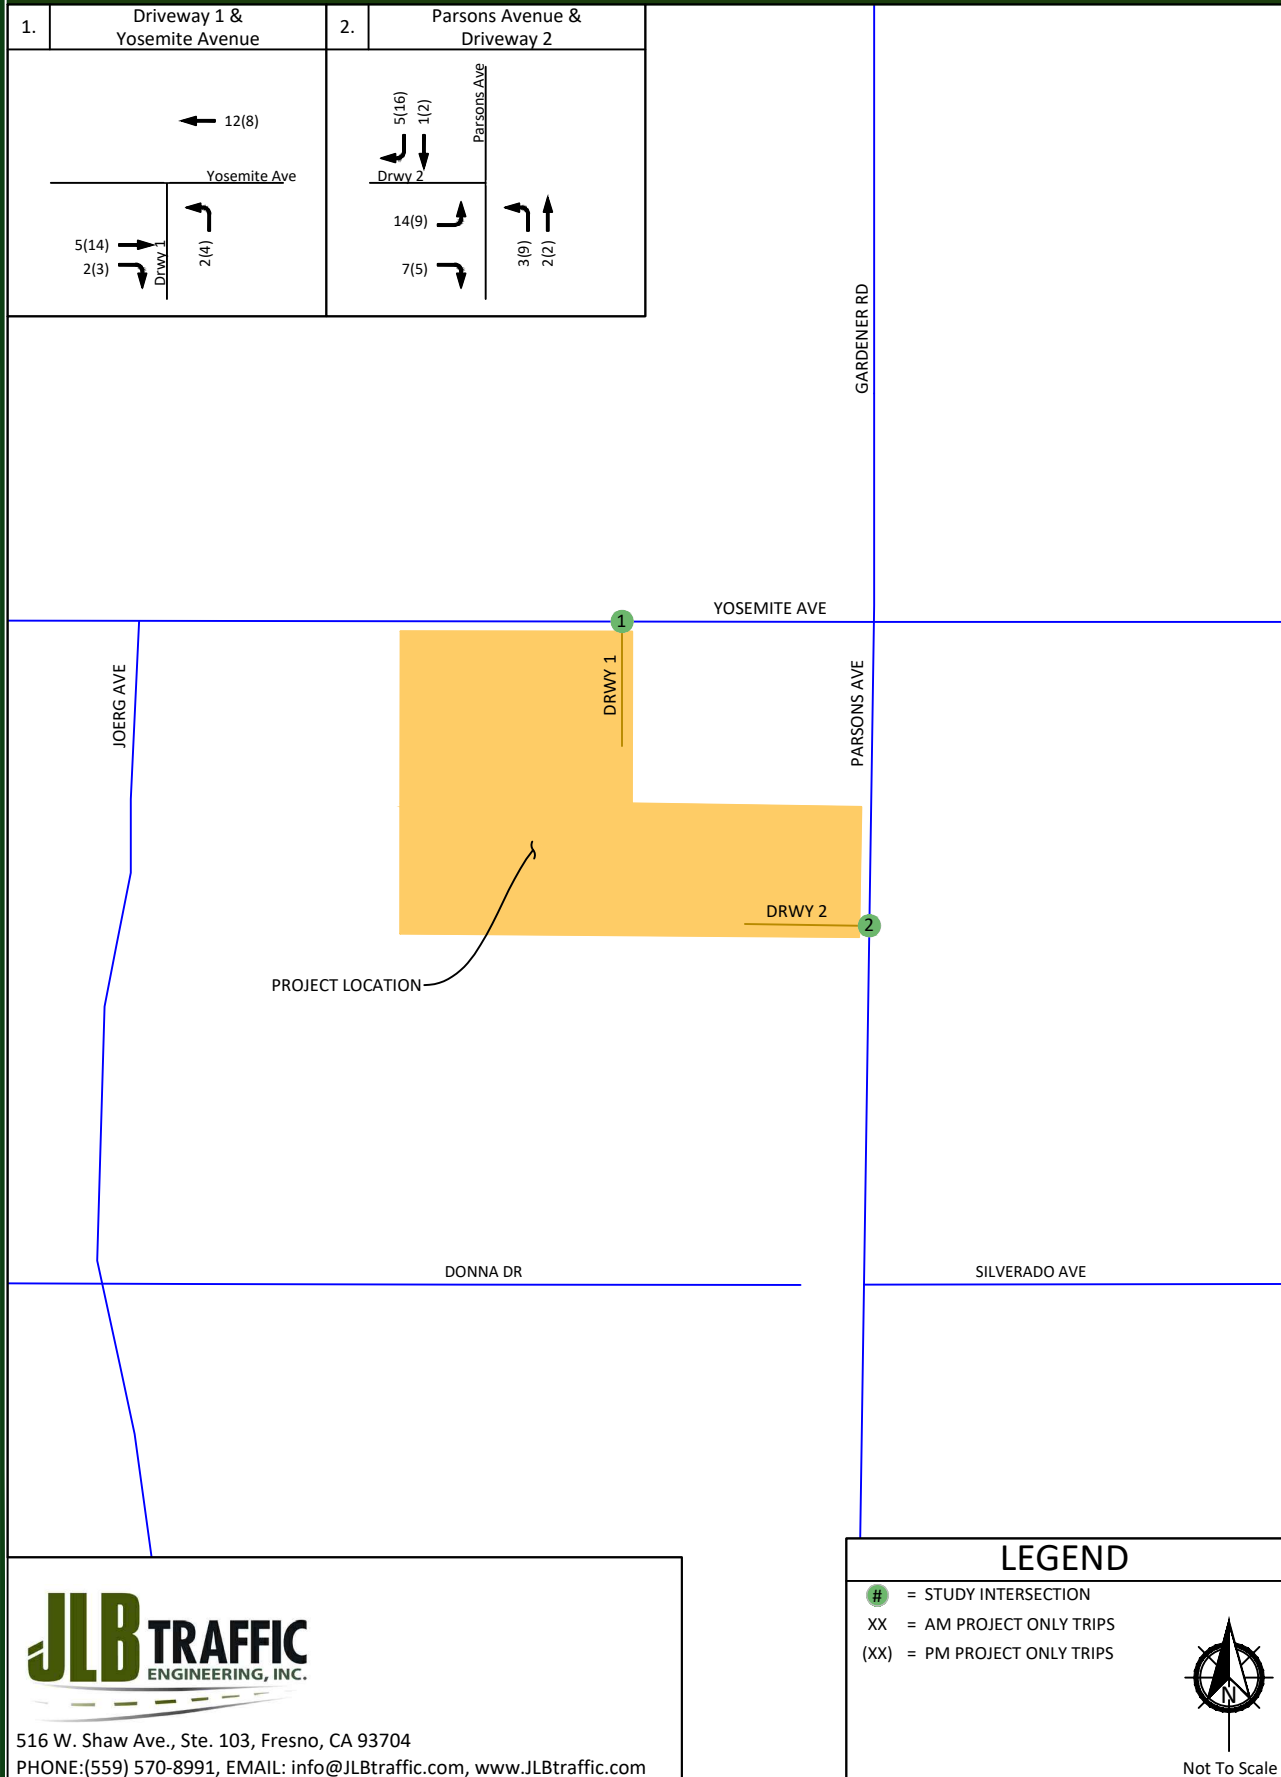 1.
Driveway 1 &
Yosemite Avenue
2.
Parsons Avenue &
Driveway 2
12(8)
Yosemite Ave
5(14)
2(3)
Drwy 1
2(4)
5(16)
1(2)
Parsons Ave
Drwy 2
14(9)
7(5)
3(9)
2(2)
GARDENER RD
YOSEMITE AVE
1
DRWY 1
JOERG AVE
PARSONS AVE
DRWY 2
2
PROJECT LOCATION
DONNA DR
SILVERADO AVE
LEGEND
# = STUDY INTERSECTION
XX = AM PROJECT ONLY TRIPS
(XX) = PM PROJECT ONLY TRIPS
N
Not To Scale
JLB TRAFFIC
ENGINEERING, INC.
516 W. Shaw Ave., Ste. 103, Fresno, CA 93704
PHONE:(559) 570-8991, EMAIL: info@JLBtraffic.com, www.JLBtraffic.com